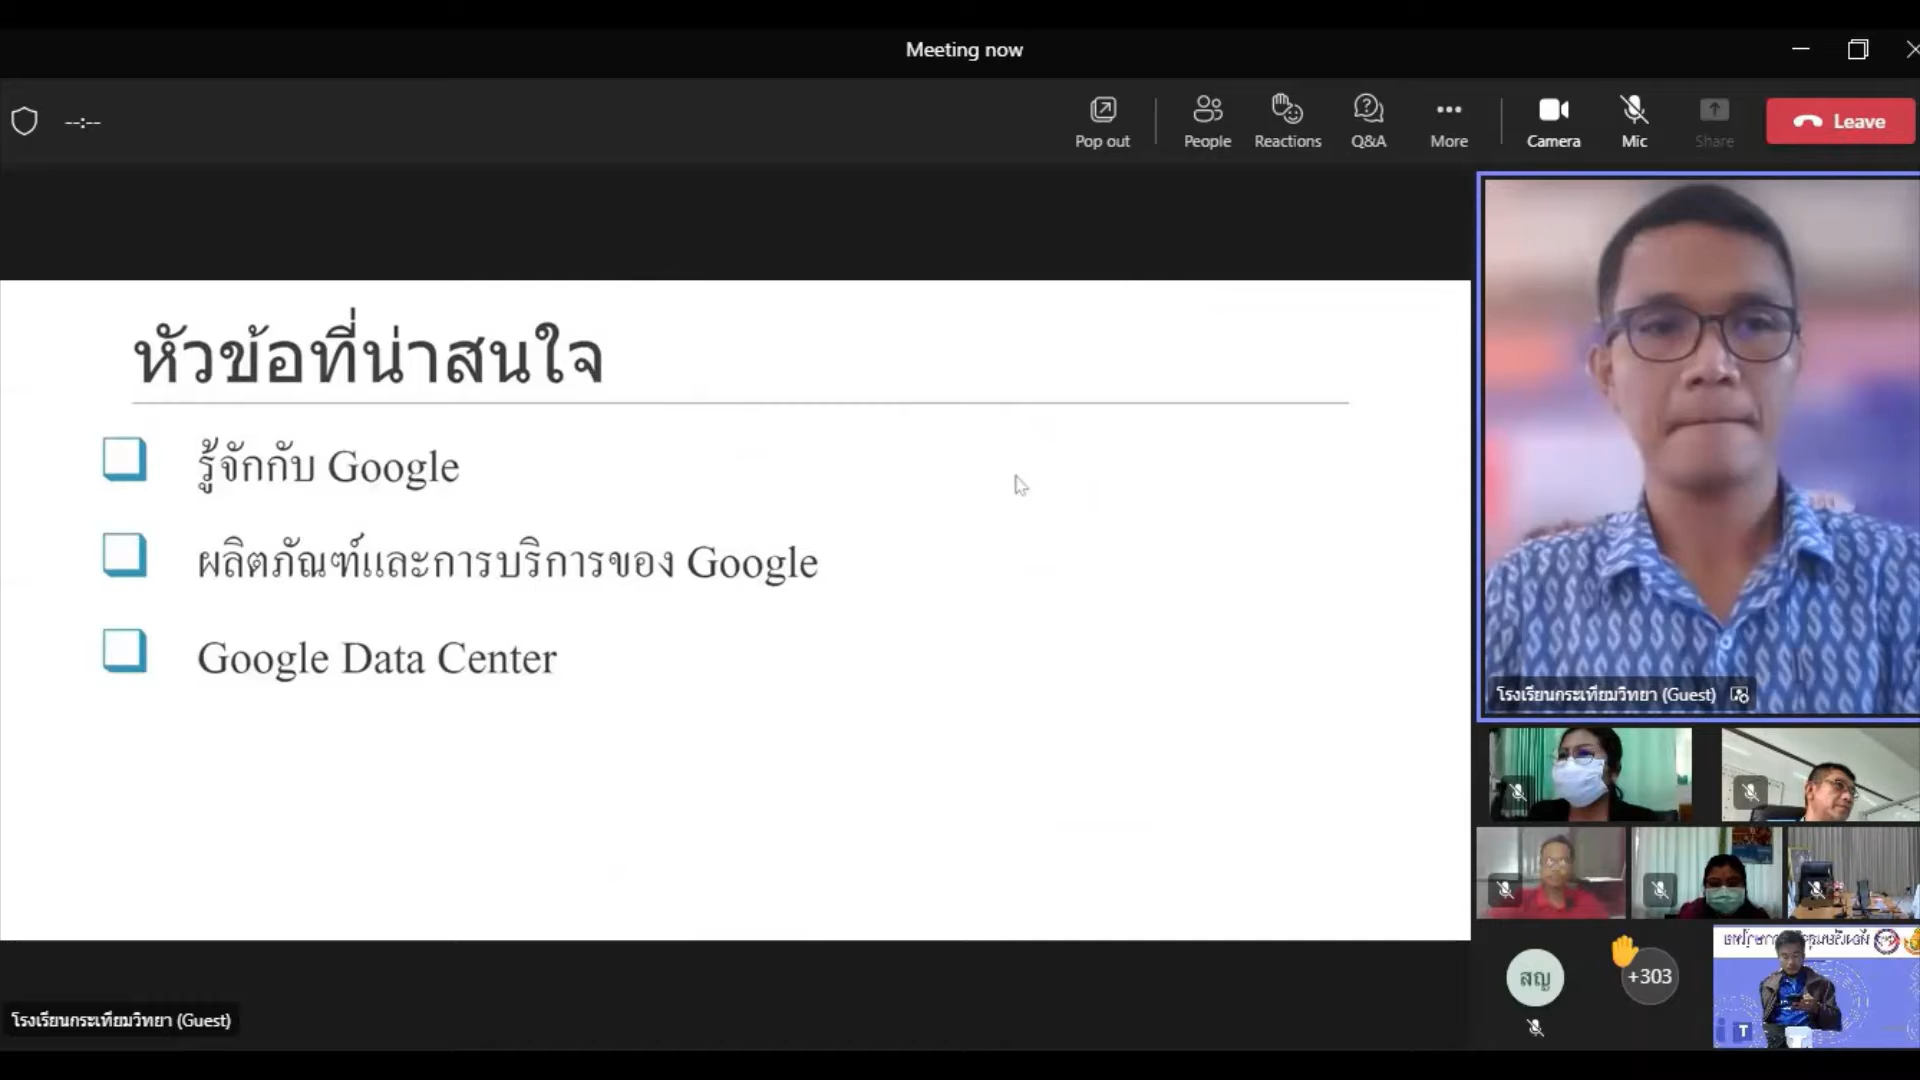 Meeting now
--:--
Pop out
People
Reactions
Q&A
More
Camera
Mic
Share
Leave
หัวข้อที่น่าสนใจ
รู้จักกับ Google
ผลิตภัณฑ์และการบริการของ Google
Google Data Center
โรงเรียนกระเทียมวิทยา (Guest)
สญ
+303
T
โรงเรียนกระเทียมวิทยา (Guest)